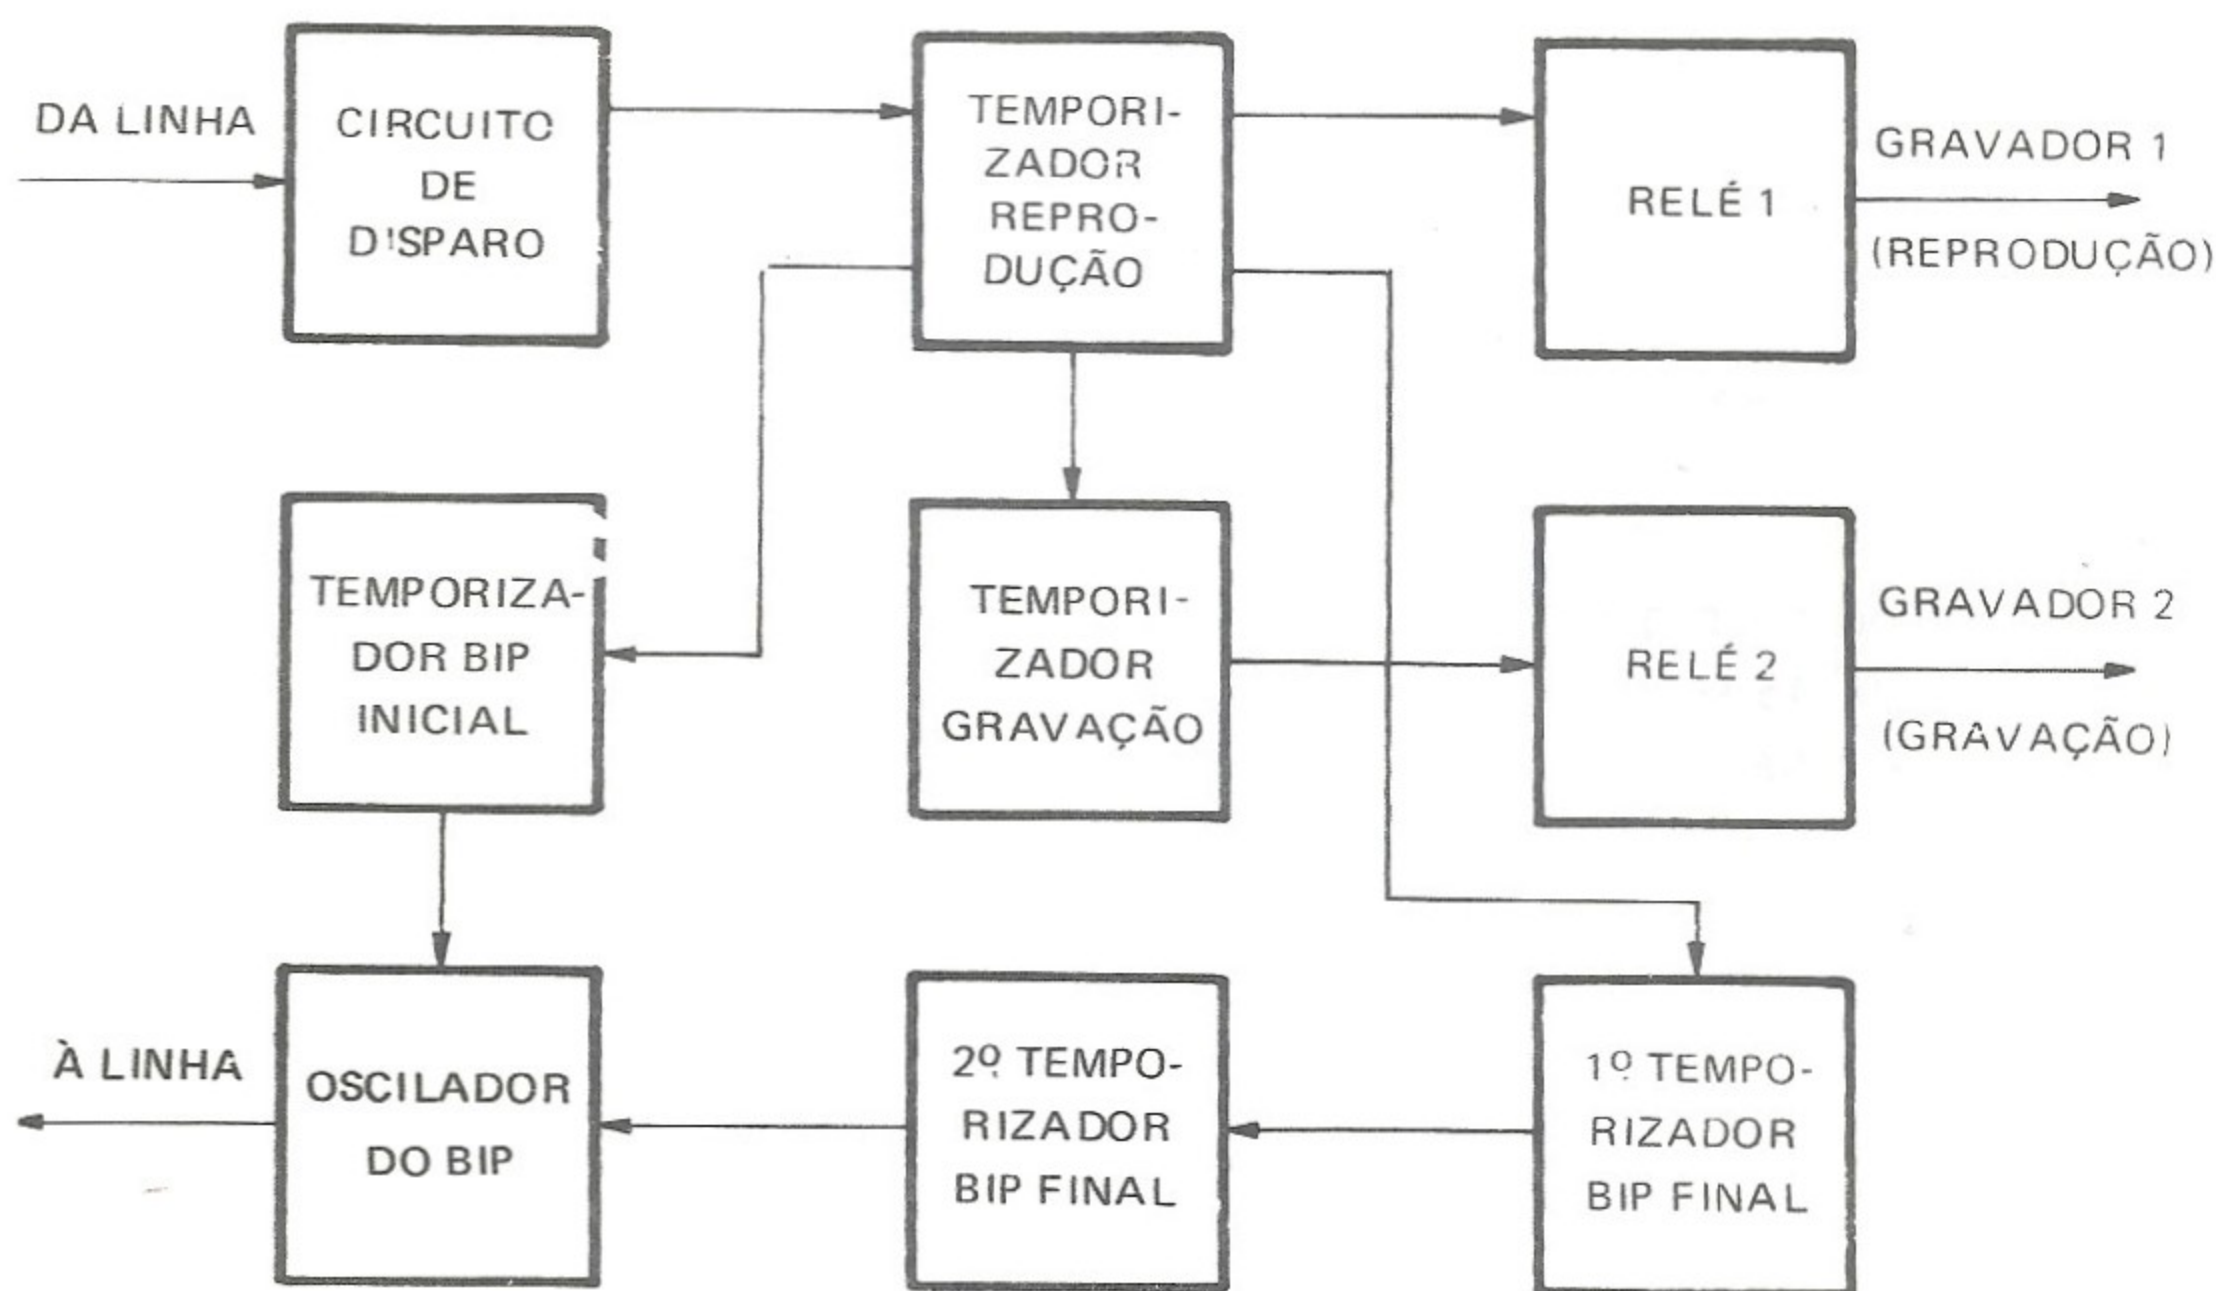 DA LINHA
CIRCUITO
DE
DISPARO
TEMPORI-
ZADOR
REPRO-
DUÇÃO
RELÉ 1
GRAVADOR 1
(REPRODUÇÃO)
TEMPORIZA-
DOR BIP
INICIAL
TEMPORI-
ZADOR
GRAVAÇÃO
RELÉ 2
GRAVADOR 2
(GRAVAÇÃO)
À LINHA
OSCILADOR
DO BIP
2º TEMPO-
RIZADOR
BIP FINAL
1º TEMPO-
RIZADOR
BIP FINAL